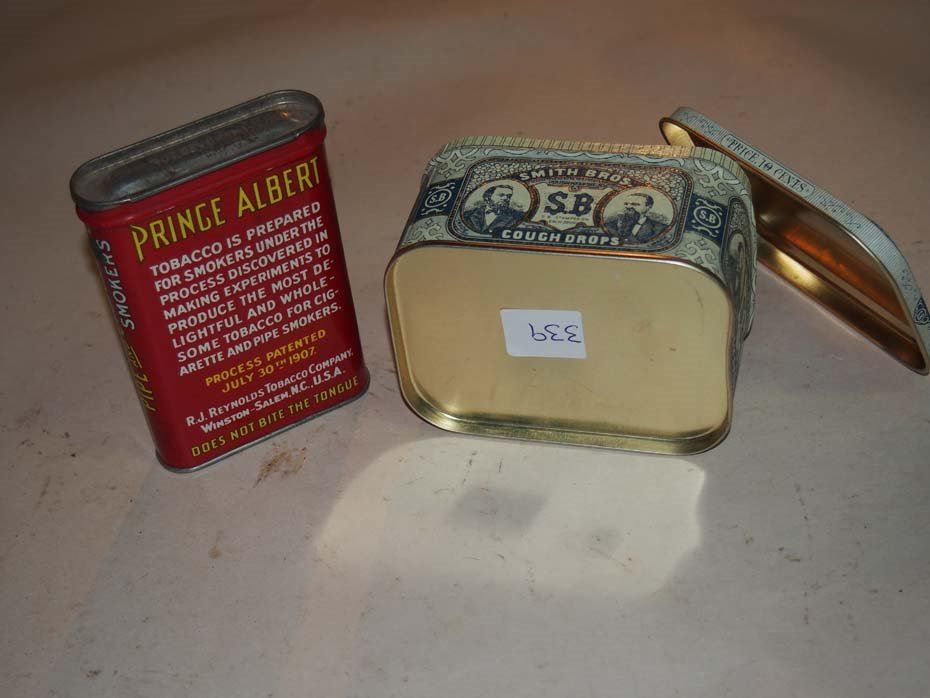 PRINCE ALBERT
TOBACCO IS PREPARED
FOR SMOKERS UNDER THE
PROCESS DISCOVERED IN
MAKING EXPERIMENTS TO
PRODUCE THE MOST DE-
LIGHTFUL AND WHOLE-
SOME TOBACCO FOR CIG-
ARETTE AND PIPE SMOKERS.
PROCESS PATENTED
JULY 30TH 1907.
R.J. REYNOLDS TOBACCO COMPANY,
WINSTON-SALEM, N.C., U.S.A.
DOES NOT BITE THE TONGUE
PIPE AND SMOKERS
SMITH BROS
S.B
S.B
S.B
COUGH DROPS
339
PRICE 10 CENTS